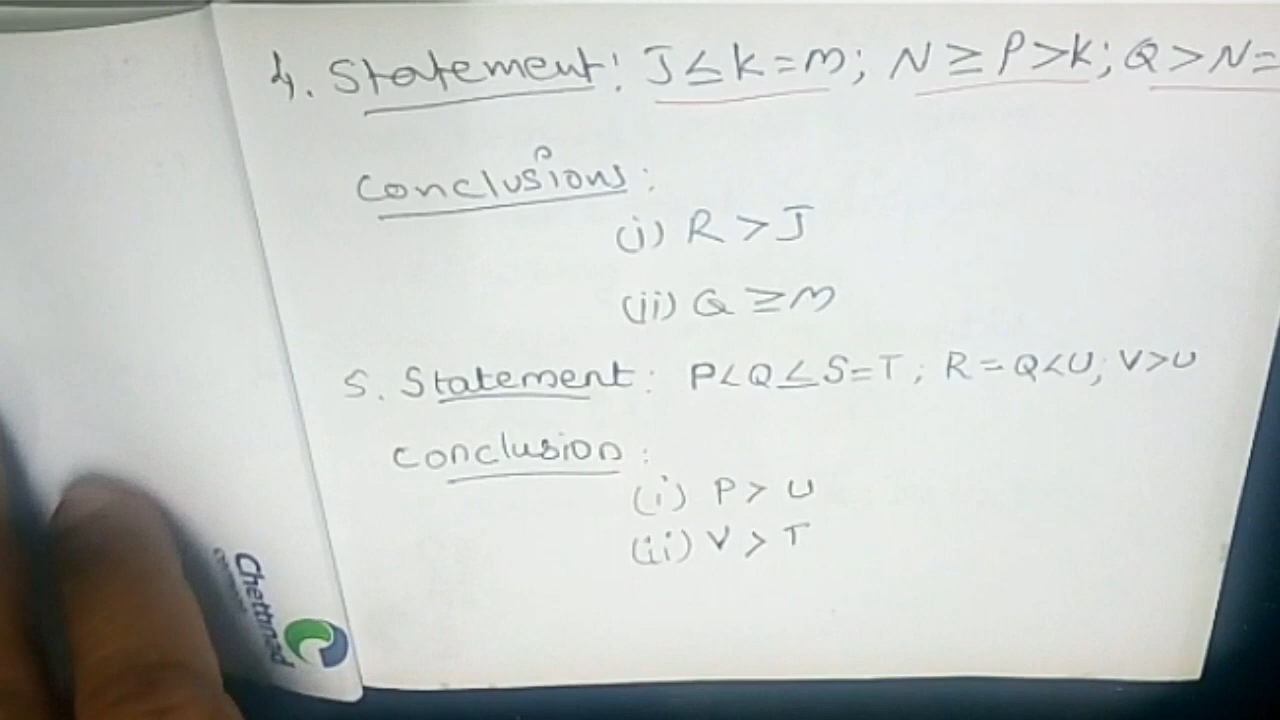 4. Statement: J ≤ K = M; N ≥ P > K; Q > N =
Conclusions:
(i) R > J
(ii) Q ≥ M
5. Statement: P < Q ≤ S = T; R = Q < U; V > U
Conclusion:
(i) P > U
(ii) V > T
Chettinad